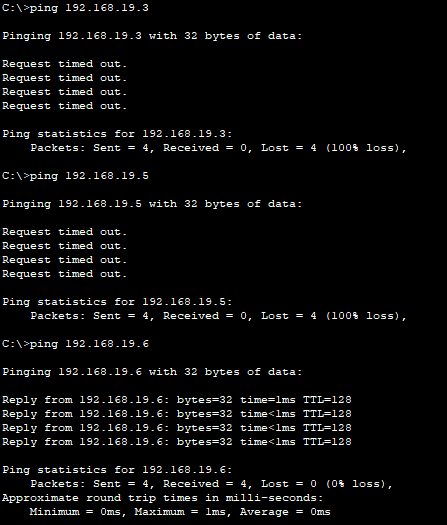 C:\>ping 192.168.19.3
Pinging 192.168.19.3 with 32 bytes of data:
Request timed out.
Request timed out.
Request timed out.
Request timed out.
Ping statistics for 192.168.19.3:
    Packets: Sent = 4, Received = 0, Lost = 4 (100% loss),
C:\>ping 192.168.19.5
Pinging 192.168.19.5 with 32 bytes of data:
Request timed out.
Request timed out.
Request timed out.
Request timed out.
Ping statistics for 192.168.19.5:
    Packets: Sent = 4, Received = 0, Lost = 4 (100% loss),
C:\>ping 192.168.19.6
Pinging 192.168.19.6 with 32 bytes of data:
Reply from 192.168.19.6: bytes=32 time=1ms TTL=128
Reply from 192.168.19.6: bytes=32 time<1ms TTL=128
Reply from 192.168.19.6: bytes=32 time<1ms TTL=128
Reply from 192.168.19.6: bytes=32 time<1ms TTL=128
Ping statistics for 192.168.19.6:
    Packets: Sent = 4, Received = 4, Lost = 0 (0% loss),
Approximate round trip times in milli-seconds:
    Minimum = 0ms, Maximum = 1ms, Average = 0ms